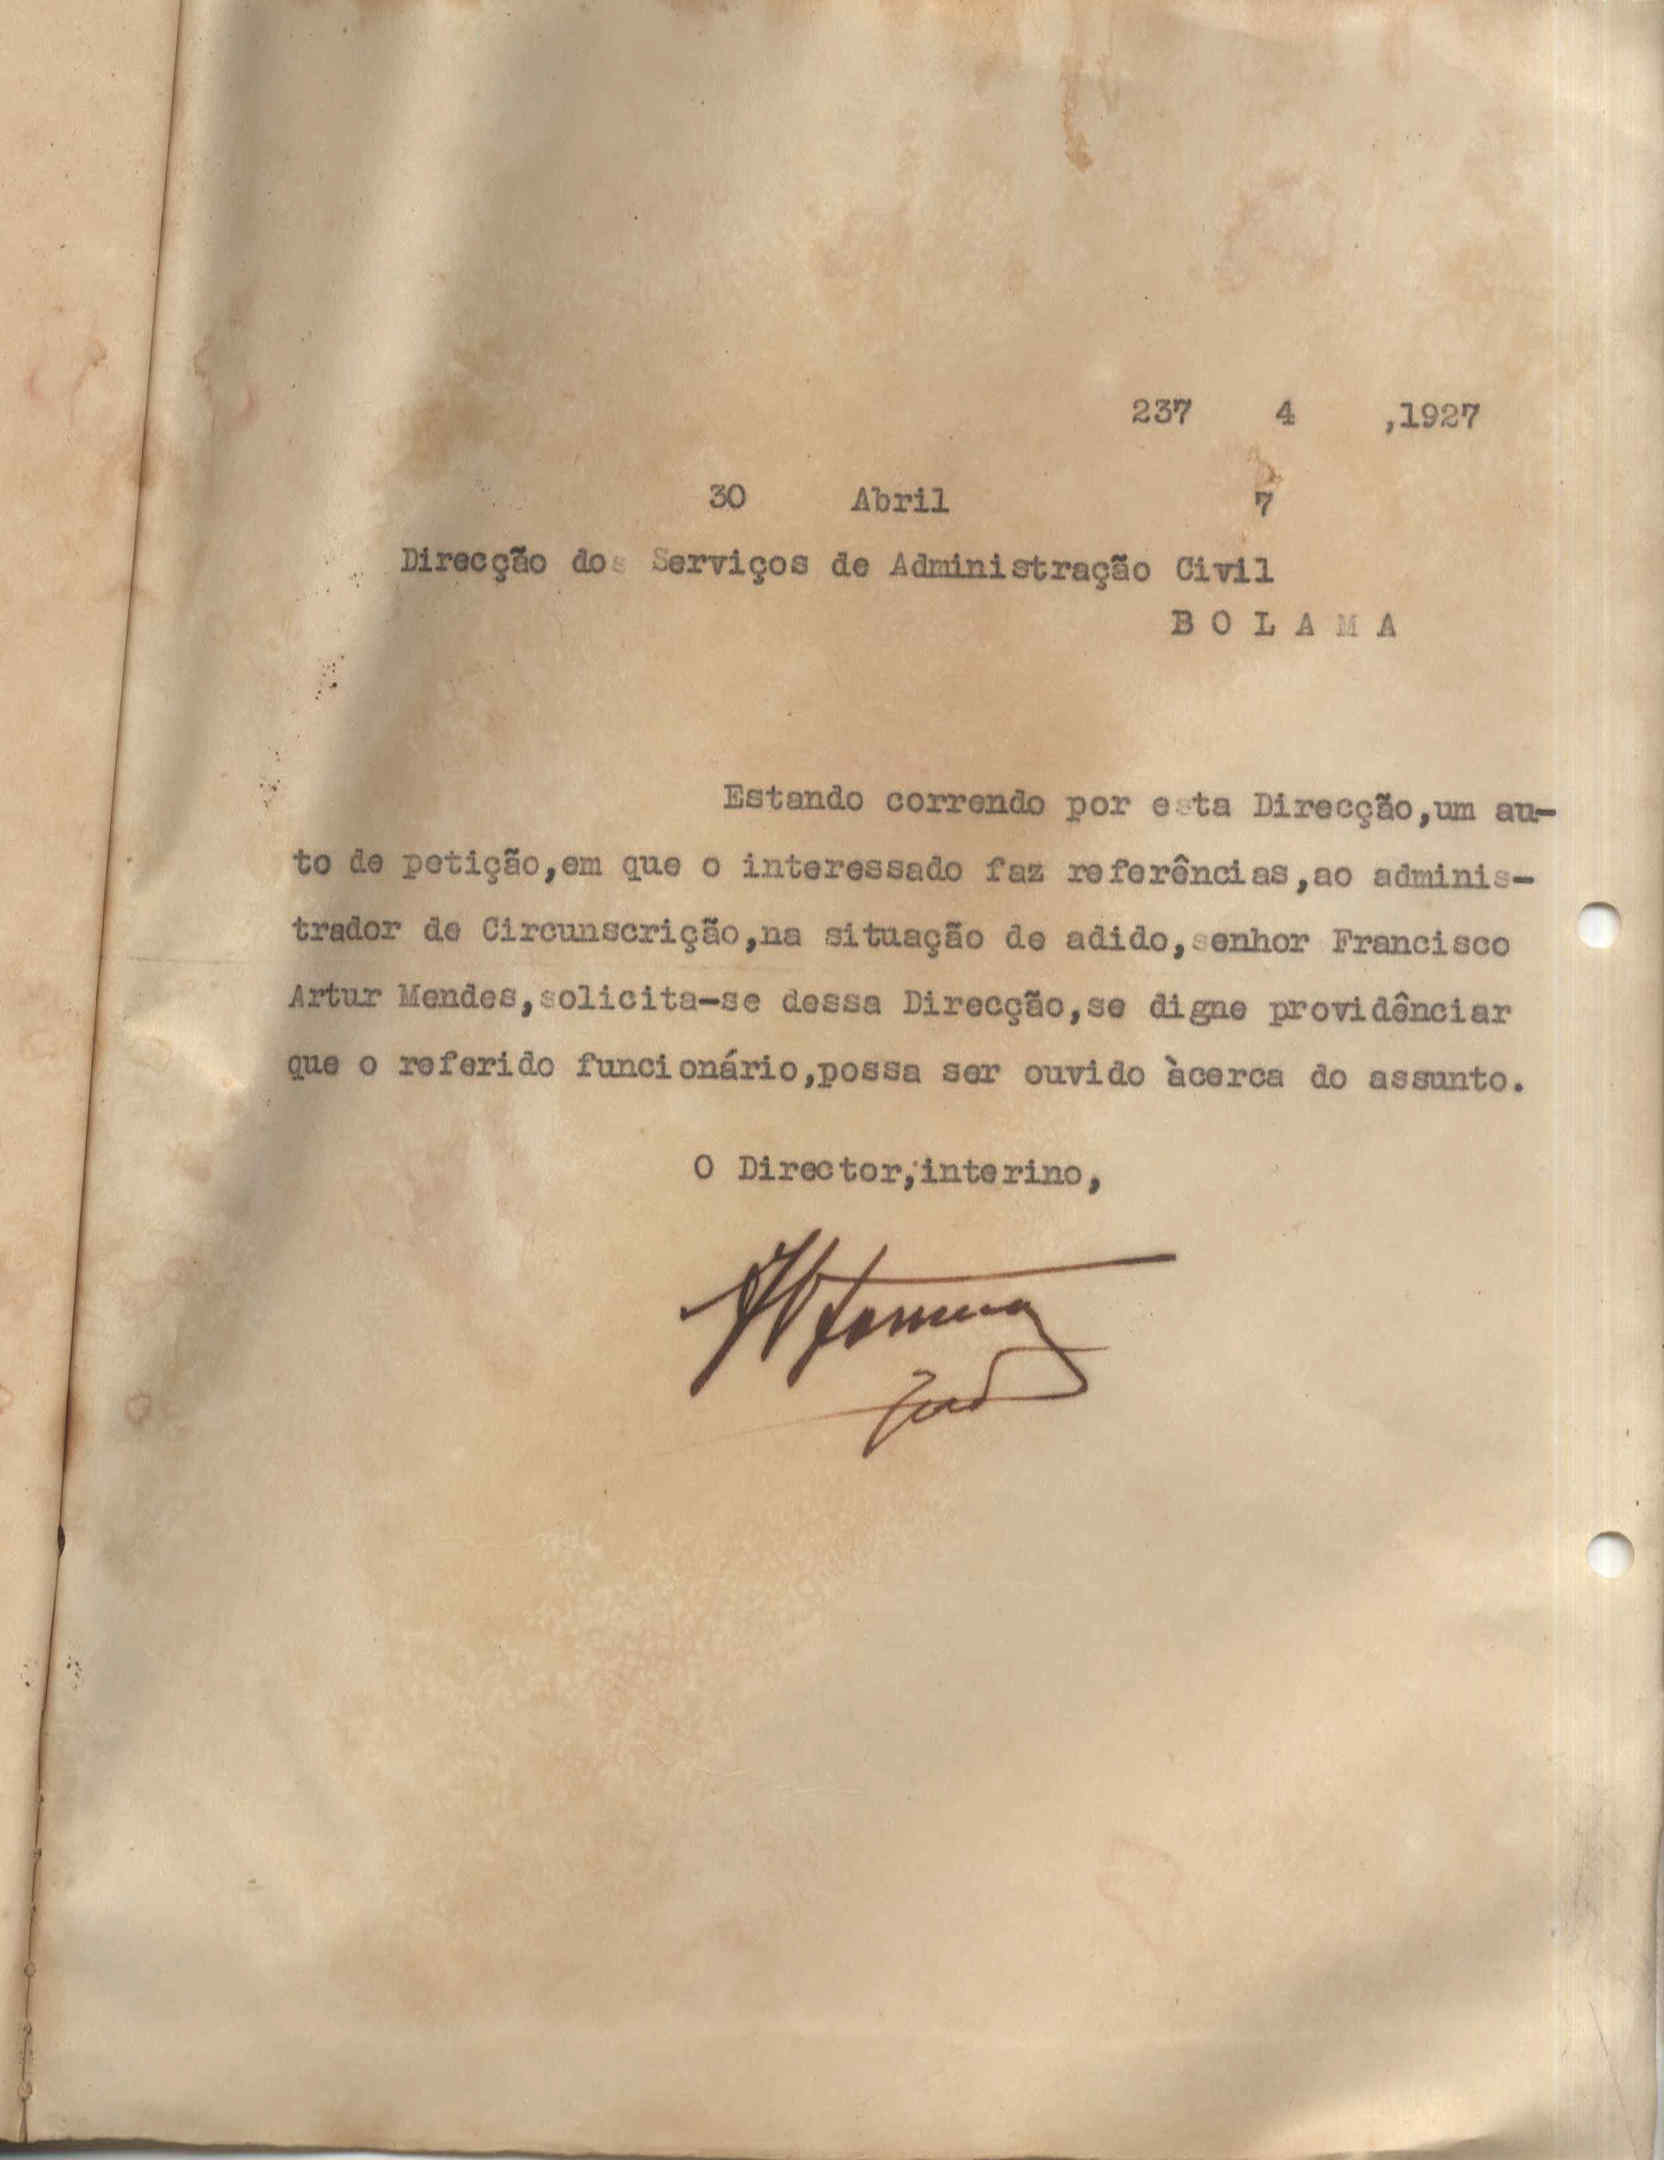 237 4 ,1927
30 Abril 7
Direcção dos Serviços de Administração Civil
B O L A M A
Estando correndo por esta Direcção,um au-
to de petição,em que o interessado faz referências,ao adminis-
trador de Circunscrição,na situação de adido,senhor Francisco
Artur Mendes,solicita-se dessa Direcção,se digne providênciar
que o referido funcionário,possa ser ouvido àcerca do assunto.
O Director,interino,